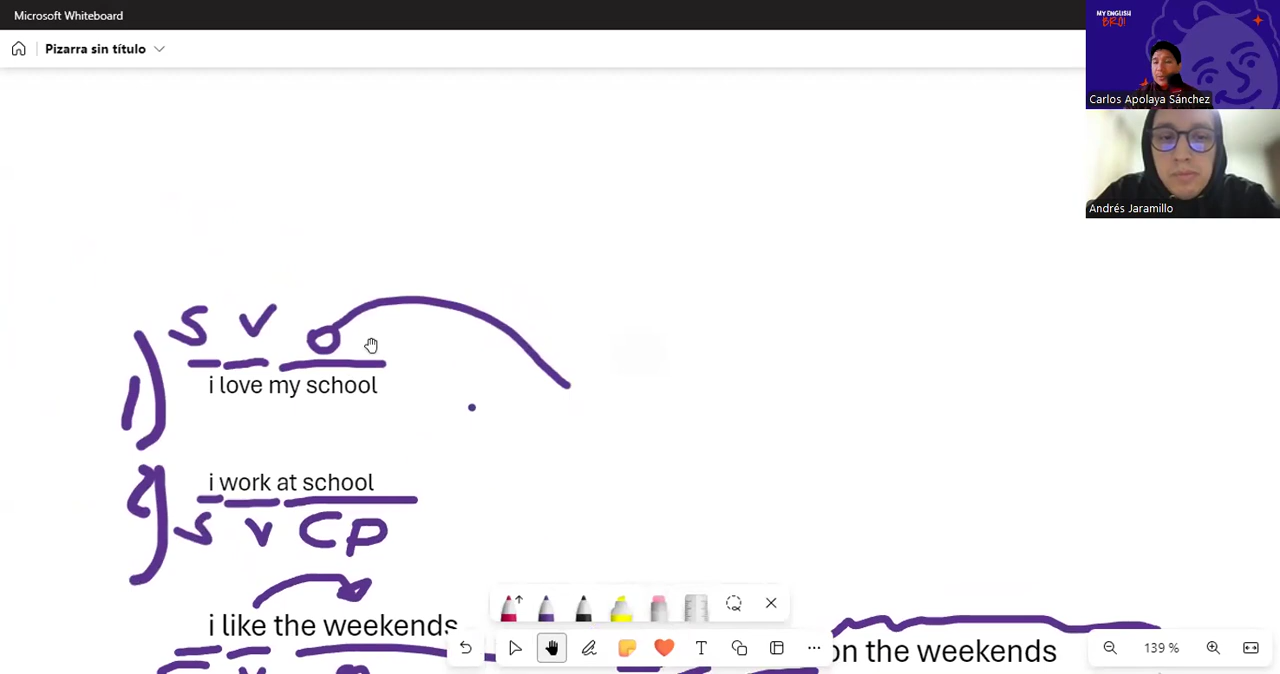 Microsoft Whiteboard
Pizarra sin título
MY ENGLISH
BRO!
Carlos Apolaya Sánchez
Andrés Jaramillo
S V O
1) i love my school
2) i work at school
S V CP
i like the weekends
on the weekends
139 %